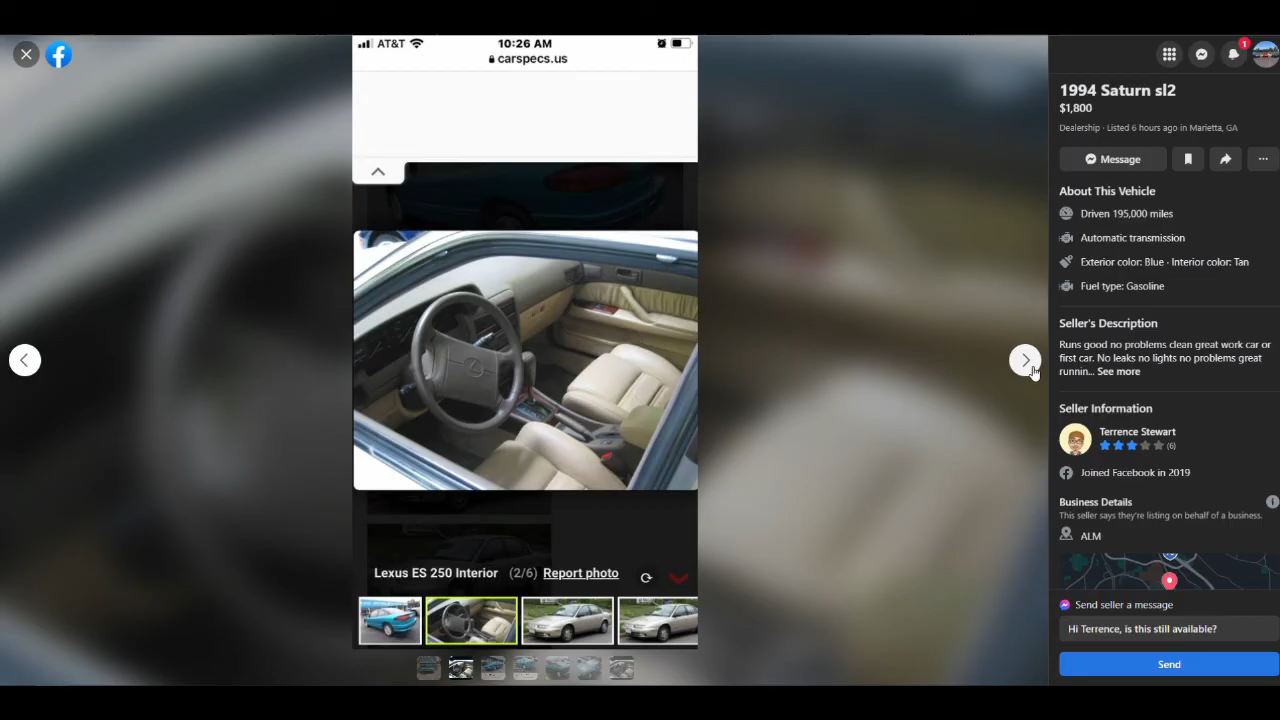 AT&T
10:26 AM
carspecs.us
1
1994 Saturn sl2
$1,800
Dealership · Listed 6 hours ago in Marietta, GA
Message
About This Vehicle
Driven 195,000 miles
Automatic transmission
Exterior color: Blue · Interior color: Tan
Fuel type: Gasoline
Seller's Description
Runs good no problems clean great work car or
first car. No leaks no lights no problems great
runnin... See more
Seller Information
Terrence Stewart
(6)
Joined Facebook in 2019
Business Details
This seller says they're listing on behalf of a business.
ALM
Lexus ES 250 Interior (2/6) Report photo
Send seller a message
Hi Terrence, is this still available?
Send